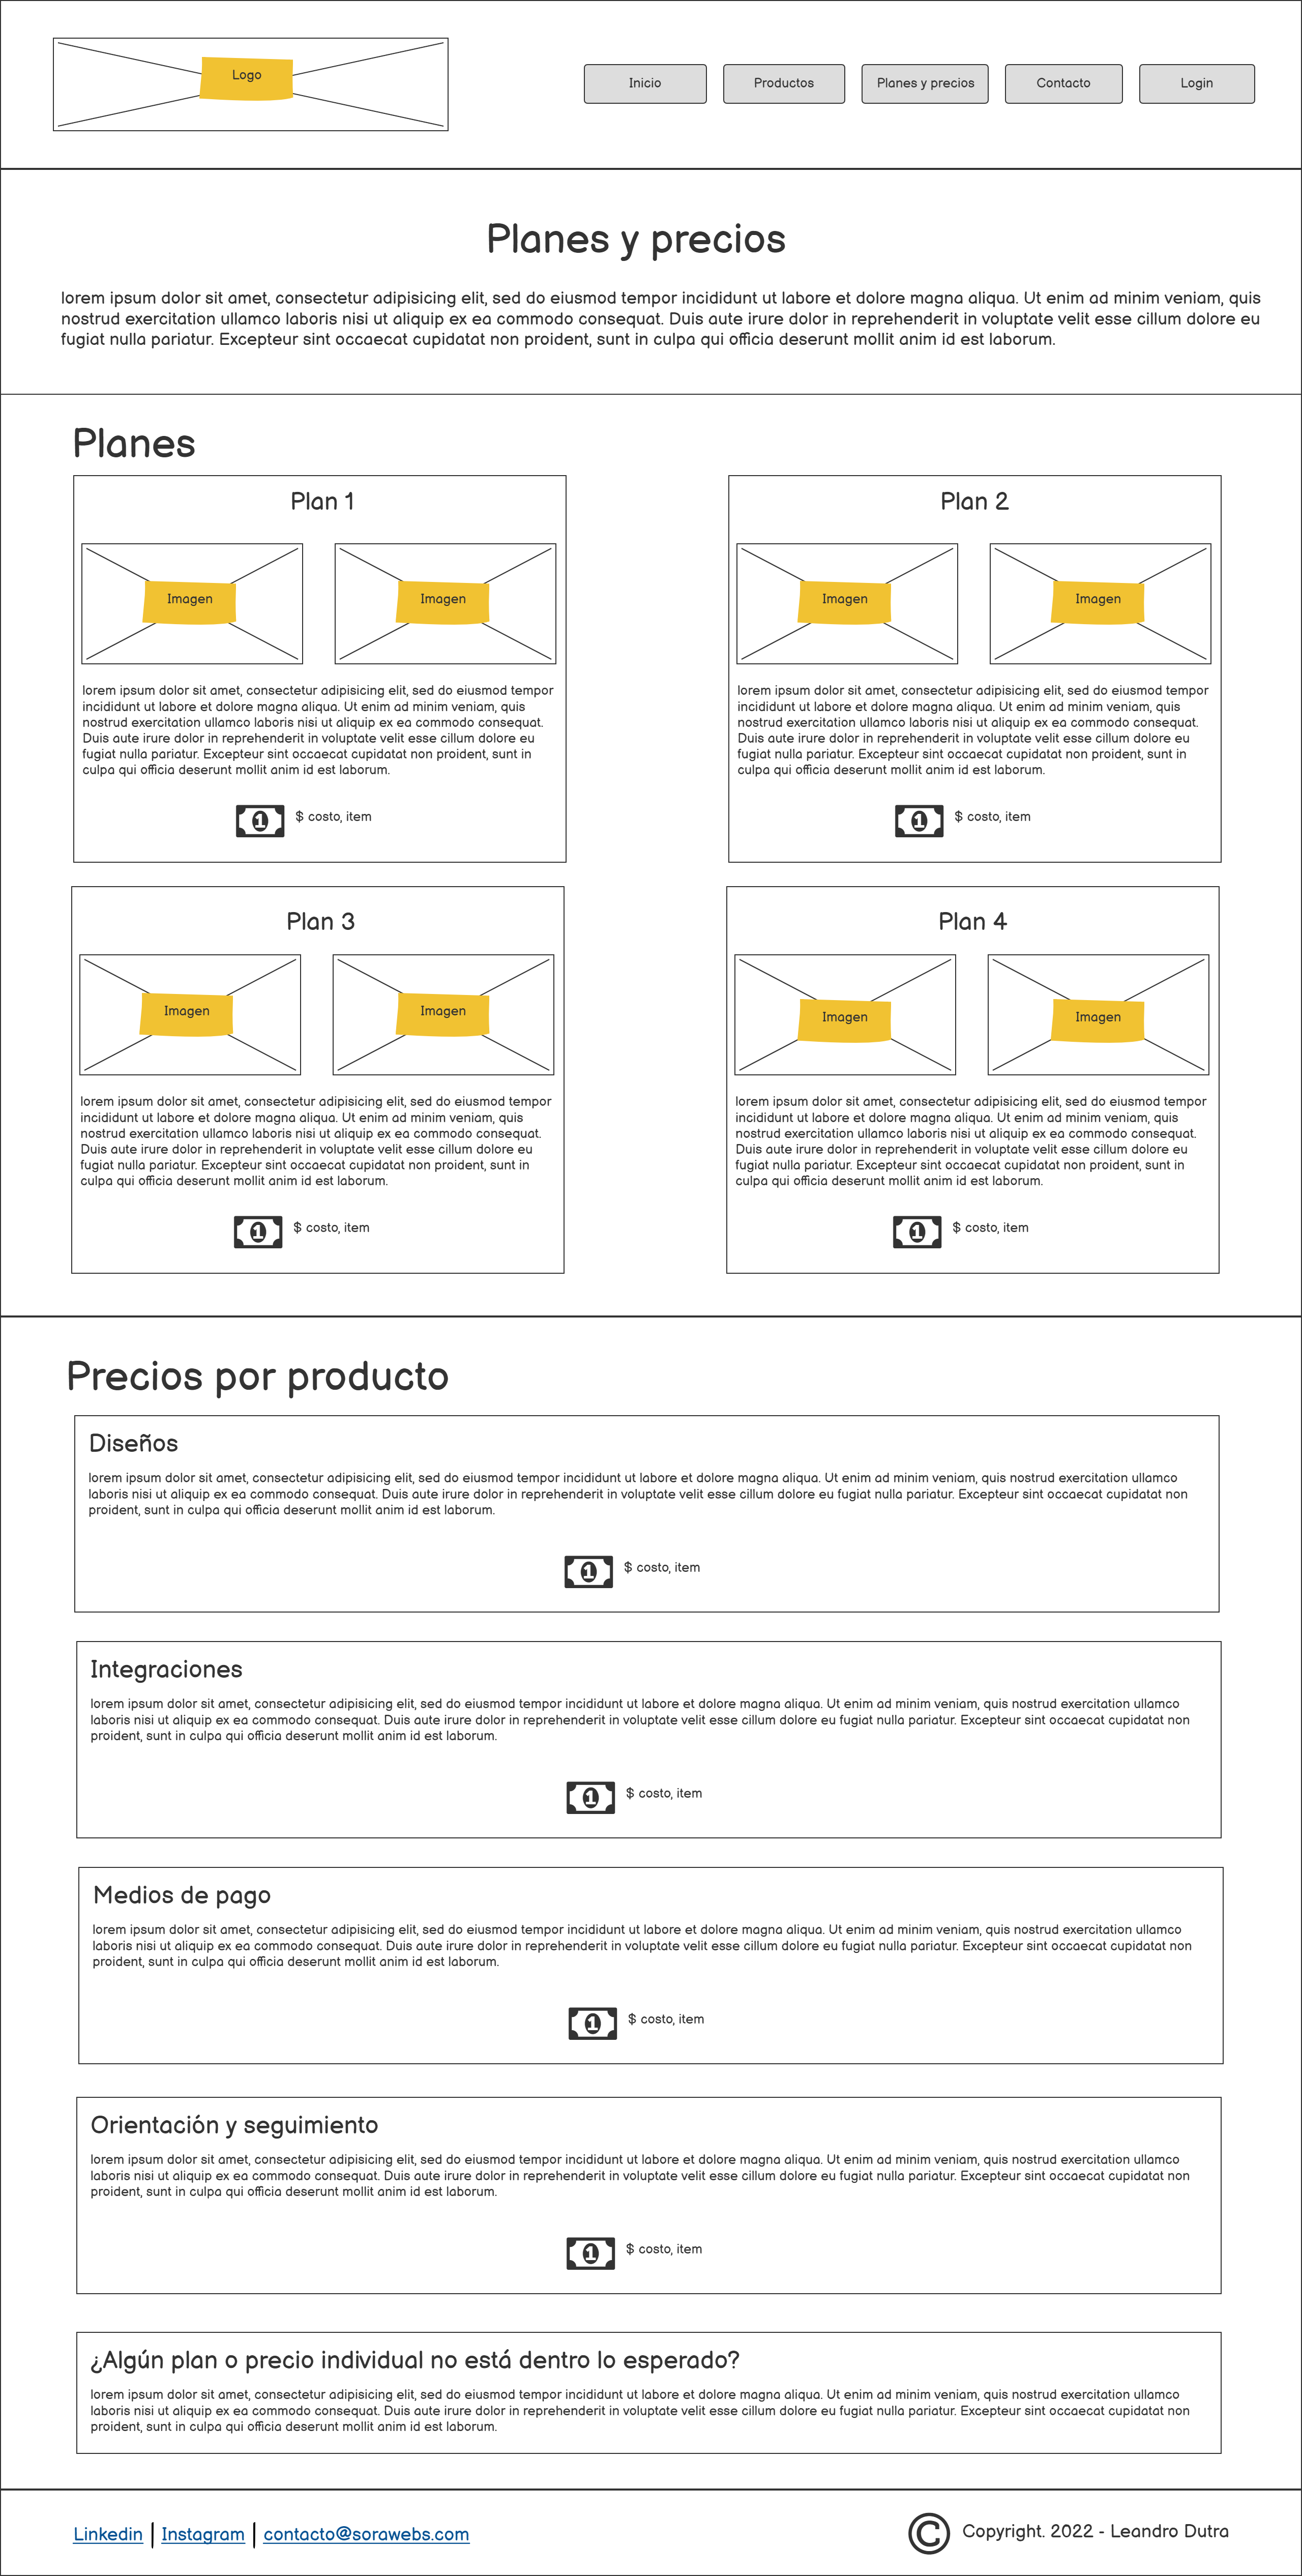 Logo
Inicio
Productos
Planes y precios
Contacto
Login
Planes y precios
lorem ipsum dolor sit amet, consectetur adipisicing elit, sed do eiusmod tempor incididunt ut labore et dolore magna aliqua. Ut enim ad minim veniam, quis
nostrud exercitation ullamco laboris nisi ut aliquip ex ea commodo consequat. Duis aute irure dolor in reprehenderit in voluptate velit esse cillum dolore eu
fugiat nulla pariatur. Excepteur sint occaecat cupidatat non proident, sunt in culpa qui officia deserunt mollit anim id est laborum.
Planes
Plan 1
Imagen
Imagen
lorem ipsum dolor sit amet, consectetur adipisicing elit, sed do eiusmod tempor
incididunt ut labore et dolore magna aliqua. Ut enim ad minim veniam, quis
nostrud exercitation ullamco laboris nisi ut aliquip ex ea commodo consequat.
Duis aute irure dolor in reprehenderit in voluptate velit esse cillum dolore eu
fugiat nulla pariatur. Excepteur sint occaecat cupidatat non proident, sunt in
culpa qui officia deserunt mollit anim id est laborum.
1
$ costo, item
Plan 2
Imagen
Imagen
lorem ipsum dolor sit amet, consectetur adipisicing elit, sed do eiusmod tempor
incididunt ut labore et dolore magna aliqua. Ut enim ad minim veniam, quis
nostrud exercitation ullamco laboris nisi ut aliquip ex ea commodo consequat.
Duis aute irure dolor in reprehenderit in voluptate velit esse cillum dolore eu
fugiat nulla pariatur. Excepteur sint occaecat cupidatat non proident, sunt in
culpa qui officia deserunt mollit anim id est laborum.
1
$ costo, item
Plan 3
Imagen
Imagen
lorem ipsum dolor sit amet, consectetur adipisicing elit, sed do eiusmod tempor
incididunt ut labore et dolore magna aliqua. Ut enim ad minim veniam, quis
nostrud exercitation ullamco laboris nisi ut aliquip ex ea commodo consequat.
Duis aute irure dolor in reprehenderit in voluptate velit esse cillum dolore eu
fugiat nulla pariatur. Excepteur sint occaecat cupidatat non proident, sunt in
culpa qui officia deserunt mollit anim id est laborum.
1
$ costo, item
Plan 4
Imagen
Imagen
lorem ipsum dolor sit amet, consectetur adipisicing elit, sed do eiusmod tempor
incididunt ut labore et dolore magna aliqua. Ut enim ad minim veniam, quis
nostrud exercitation ullamco laboris nisi ut aliquip ex ea commodo consequat.
Duis aute irure dolor in reprehenderit in voluptate velit esse cillum dolore eu
fugiat nulla pariatur. Excepteur sint occaecat cupidatat non proident, sunt in
culpa qui officia deserunt mollit anim id est laborum.
1
$ costo, item
Precios por producto
Diseños
lorem ipsum dolor sit amet, consectetur adipisicing elit, sed do eiusmod tempor incididunt ut labore et dolore magna aliqua. Ut enim ad minim veniam, quis nostrud exercitation ullamco
laboris nisi ut aliquip ex ea commodo consequat. Duis aute irure dolor in reprehenderit in voluptate velit esse cillum dolore eu fugiat nulla pariatur. Excepteur sint occaecat cupidatat non
proident, sunt in culpa qui officia deserunt mollit anim id est laborum.
1
$ costo, item
Integraciones
lorem ipsum dolor sit amet, consectetur adipisicing elit, sed do eiusmod tempor incididunt ut labore et dolore magna aliqua. Ut enim ad minim veniam, quis nostrud exercitation ullamco
laboris nisi ut aliquip ex ea commodo consequat. Duis aute irure dolor in reprehenderit in voluptate velit esse cillum dolore eu fugiat nulla pariatur. Excepteur sint occaecat cupidatat non
proident, sunt in culpa qui officia deserunt mollit anim id est laborum.
1
$ costo, item
Medios de pago
lorem ipsum dolor sit amet, consectetur adipisicing elit, sed do eiusmod tempor incididunt ut labore et dolore magna aliqua. Ut enim ad minim veniam, quis nostrud exercitation ullamco
laboris nisi ut aliquip ex ea commodo consequat. Duis aute irure dolor in reprehenderit in voluptate velit esse cillum dolore eu fugiat nulla pariatur. Excepteur sint occaecat cupidatat non
proident, sunt in culpa qui officia deserunt mollit anim id est laborum.
1
$ costo, item
Orientación y seguimiento
lorem ipsum dolor sit amet, consectetur adipisicing elit, sed do eiusmod tempor incididunt ut labore et dolore magna aliqua. Ut enim ad minim veniam, quis nostrud exercitation ullamco
laboris nisi ut aliquip ex ea commodo consequat. Duis aute irure dolor in reprehenderit in voluptate velit esse cillum dolore eu fugiat nulla pariatur. Excepteur sint occaecat cupidatat non
proident, sunt in culpa qui officia deserunt mollit anim id est laborum.
1
$ costo, item
¿Algún plan o precio individual no está dentro lo esperado?
lorem ipsum dolor sit amet, consectetur adipisicing elit, sed do eiusmod tempor incididunt ut labore et dolore magna aliqua. Ut enim ad minim veniam, quis nostrud exercitation ullamco
laboris nisi ut aliquip ex ea commodo consequat. Duis aute irure dolor in reprehenderit in voluptate velit esse cillum dolore eu fugiat nulla pariatur. Excepteur sint occaecat cupidatat non
proident, sunt in culpa qui officia deserunt mollit anim id est laborum.
Linkedin | Instagram | contacto@sorawebs.com
© Copyright. 2022 - Leandro Dutra